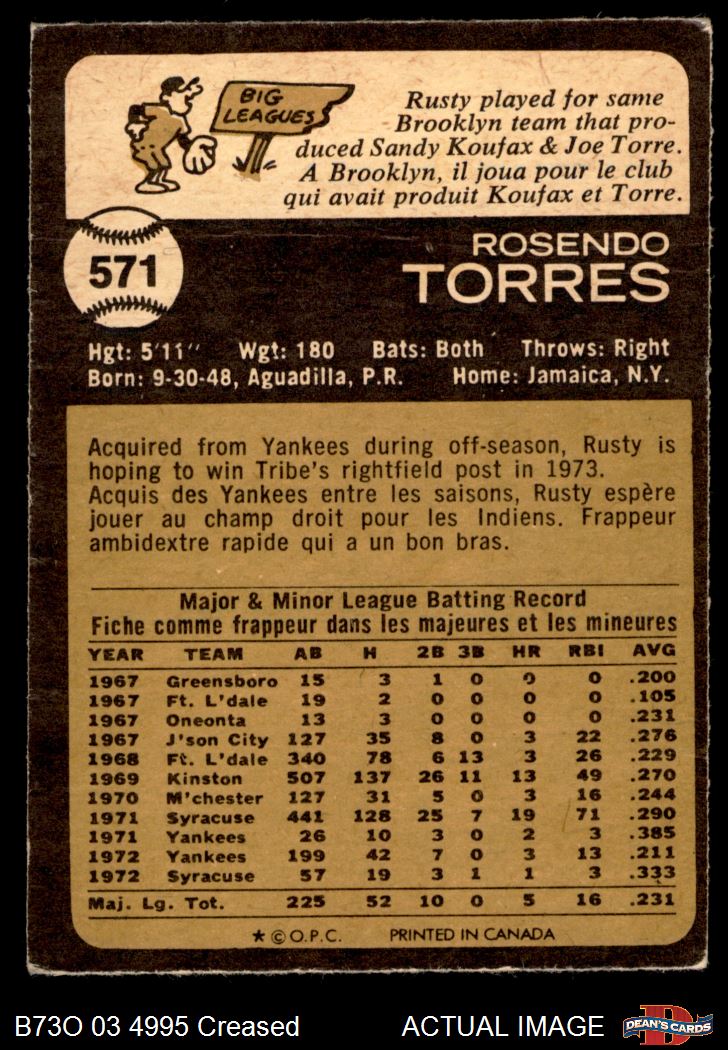 BIG
LEAGUES
Rusty played for same
Brooklyn team that pro-
duced Sandy Koufax & Joe Torre.
A Brooklyn, il joua pour le club
qui avait produit Koufax et Torre.
571
ROSENDO
TORRES
Hgt: 5'11" Wgt: 180 Bats: Both Throws: Right
Born: 9-30-48, Aguadilla, P.R. Home: Jamaica, N.Y.
Acquired from Yankees during off-season, Rusty is
hoping to win Tribe's rightfield post in 1973.
Acquis des Yankees entre les saisons, Rusty espère
jouer au champ droit pour les Indiens. Frappeur
ambidextre rapide qui a un bon bras.
Major & Minor League Batting Record
Fiche comme frappeur dans les majeures et les mineures
YEAR TEAM AB H 2B 3B HR RBI AVG
1967 Greensboro 15 3 1 0 0 0 .200
1967 Ft. L'dale 19 2 0 0 0 0 .105
1967 Oneonta 13 3 0 0 0 0 .231
1967 J'son City 127 35 8 0 3 22 .276
1968 Ft. L'dale 340 78 6 13 3 26 .229
1969 Kinston 507 137 26 11 13 49 .270
1970 M'chester 127 31 5 0 3 16 .244
1971 Syracuse 441 128 25 7 19 71 .290
1971 Yankees 26 10 3 0 2 3 .385
1972 Yankees 199 42 7 0 3 13 .211
1972 Syracuse 57 19 3 1 1 3 .333
Maj. Lg. Tot. 225 52 10 0 5 16 .231
★ © O.P.C. PRINTED IN CANADA
B73O 03 4995 Creased ACTUAL IMAGE
DEAN'S CARDS